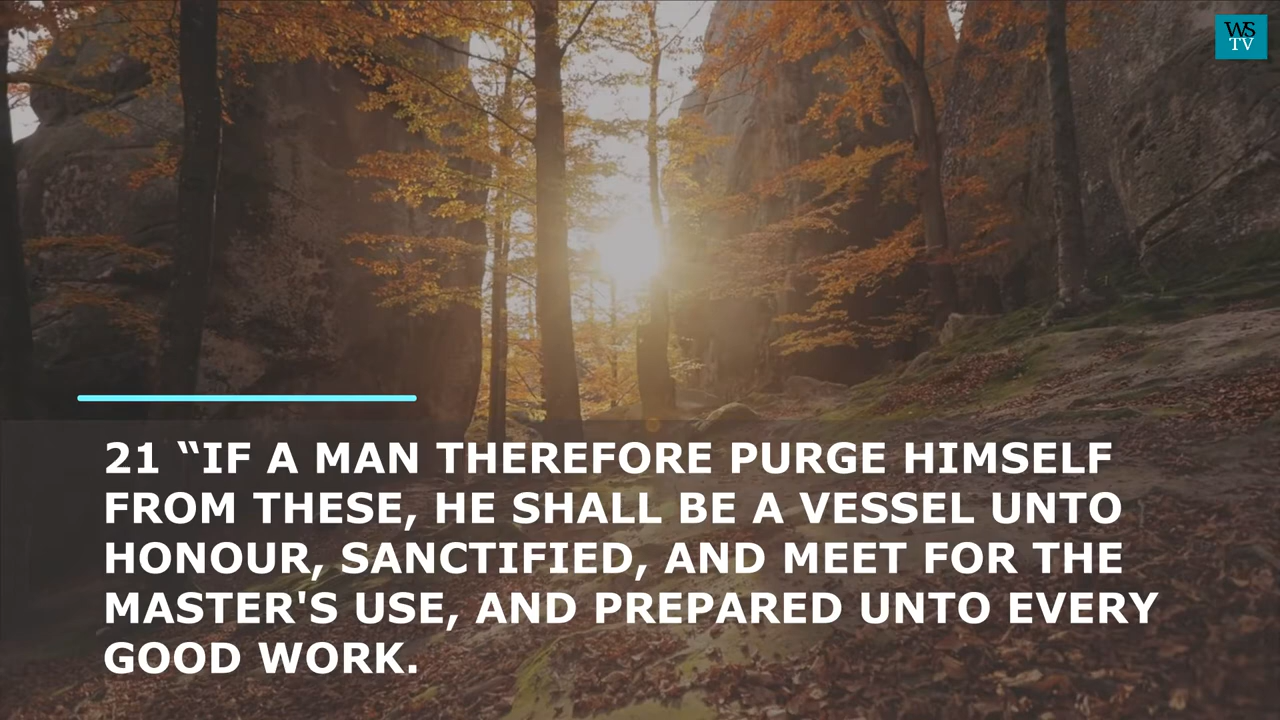 WS
TV
21 “IF A MAN THEREFORE PURGE HIMSELF
FROM THESE, HE SHALL BE A VESSEL UNTO
HONOUR, SANCTIFIED, AND MEET FOR THE
MASTER'S USE, AND PREPARED UNTO EVERY
GOOD WORK.